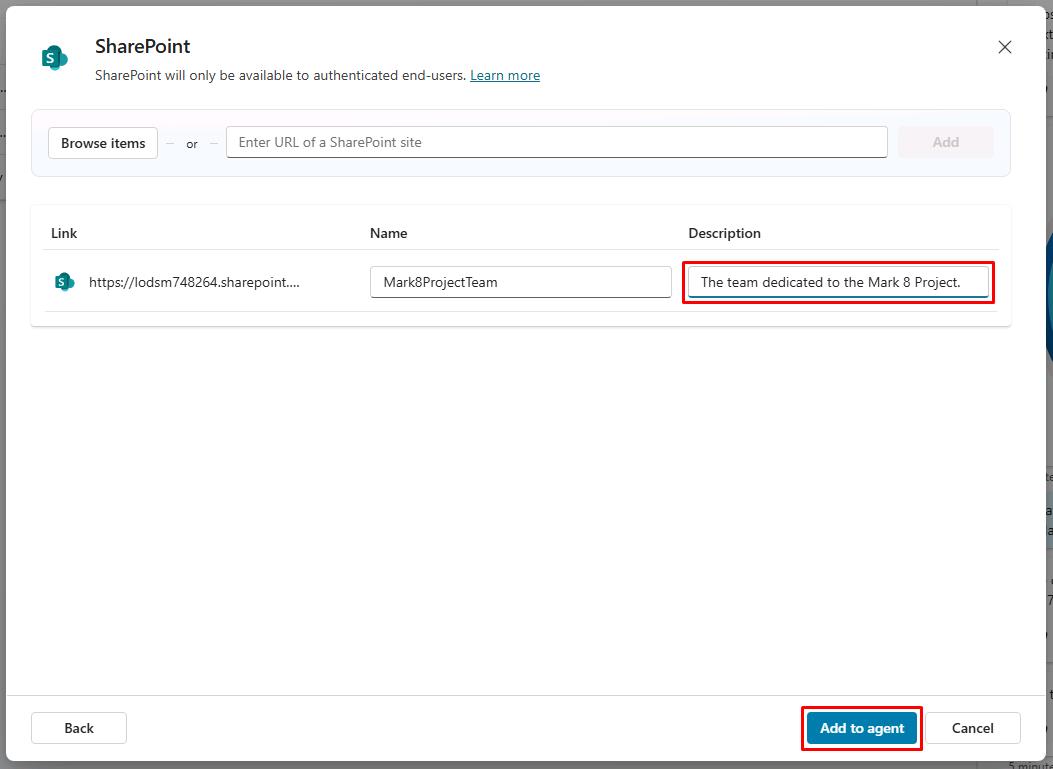 SharePoint
SharePoint will only be available to authenticated end-users. Learn more
Browse items
or
Enter URL of a SharePoint site
Add
Link Name Description
https://lodsm748264.sharepoint.... Mark8ProjectTeam The team dedicated to the Mark 8 Project.
Back
Add to agent
Cancel